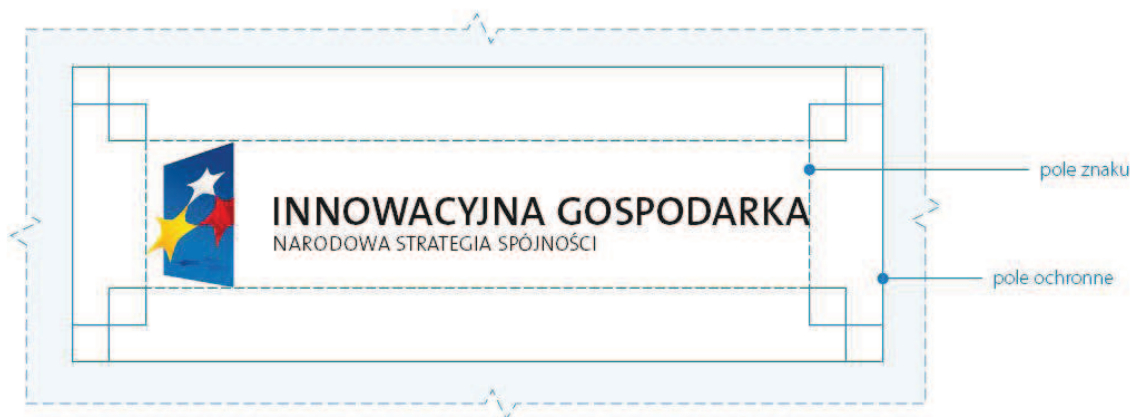 pole znaku
INNOWACYJNA GOSPODARKA
NARODOWA STRATEGIA SPÓJNOŚCI
pole ochronne